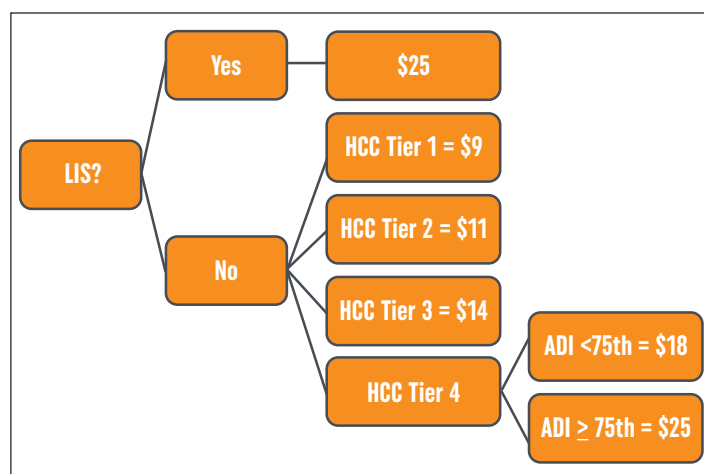 LIS?
Yes
$25
No
HCC Tier 1 = $9
HCC Tier 2 = $11
HCC Tier 3 = $14
HCC Tier 4
ADI <75th = $18
ADI ≥ 75th = $25